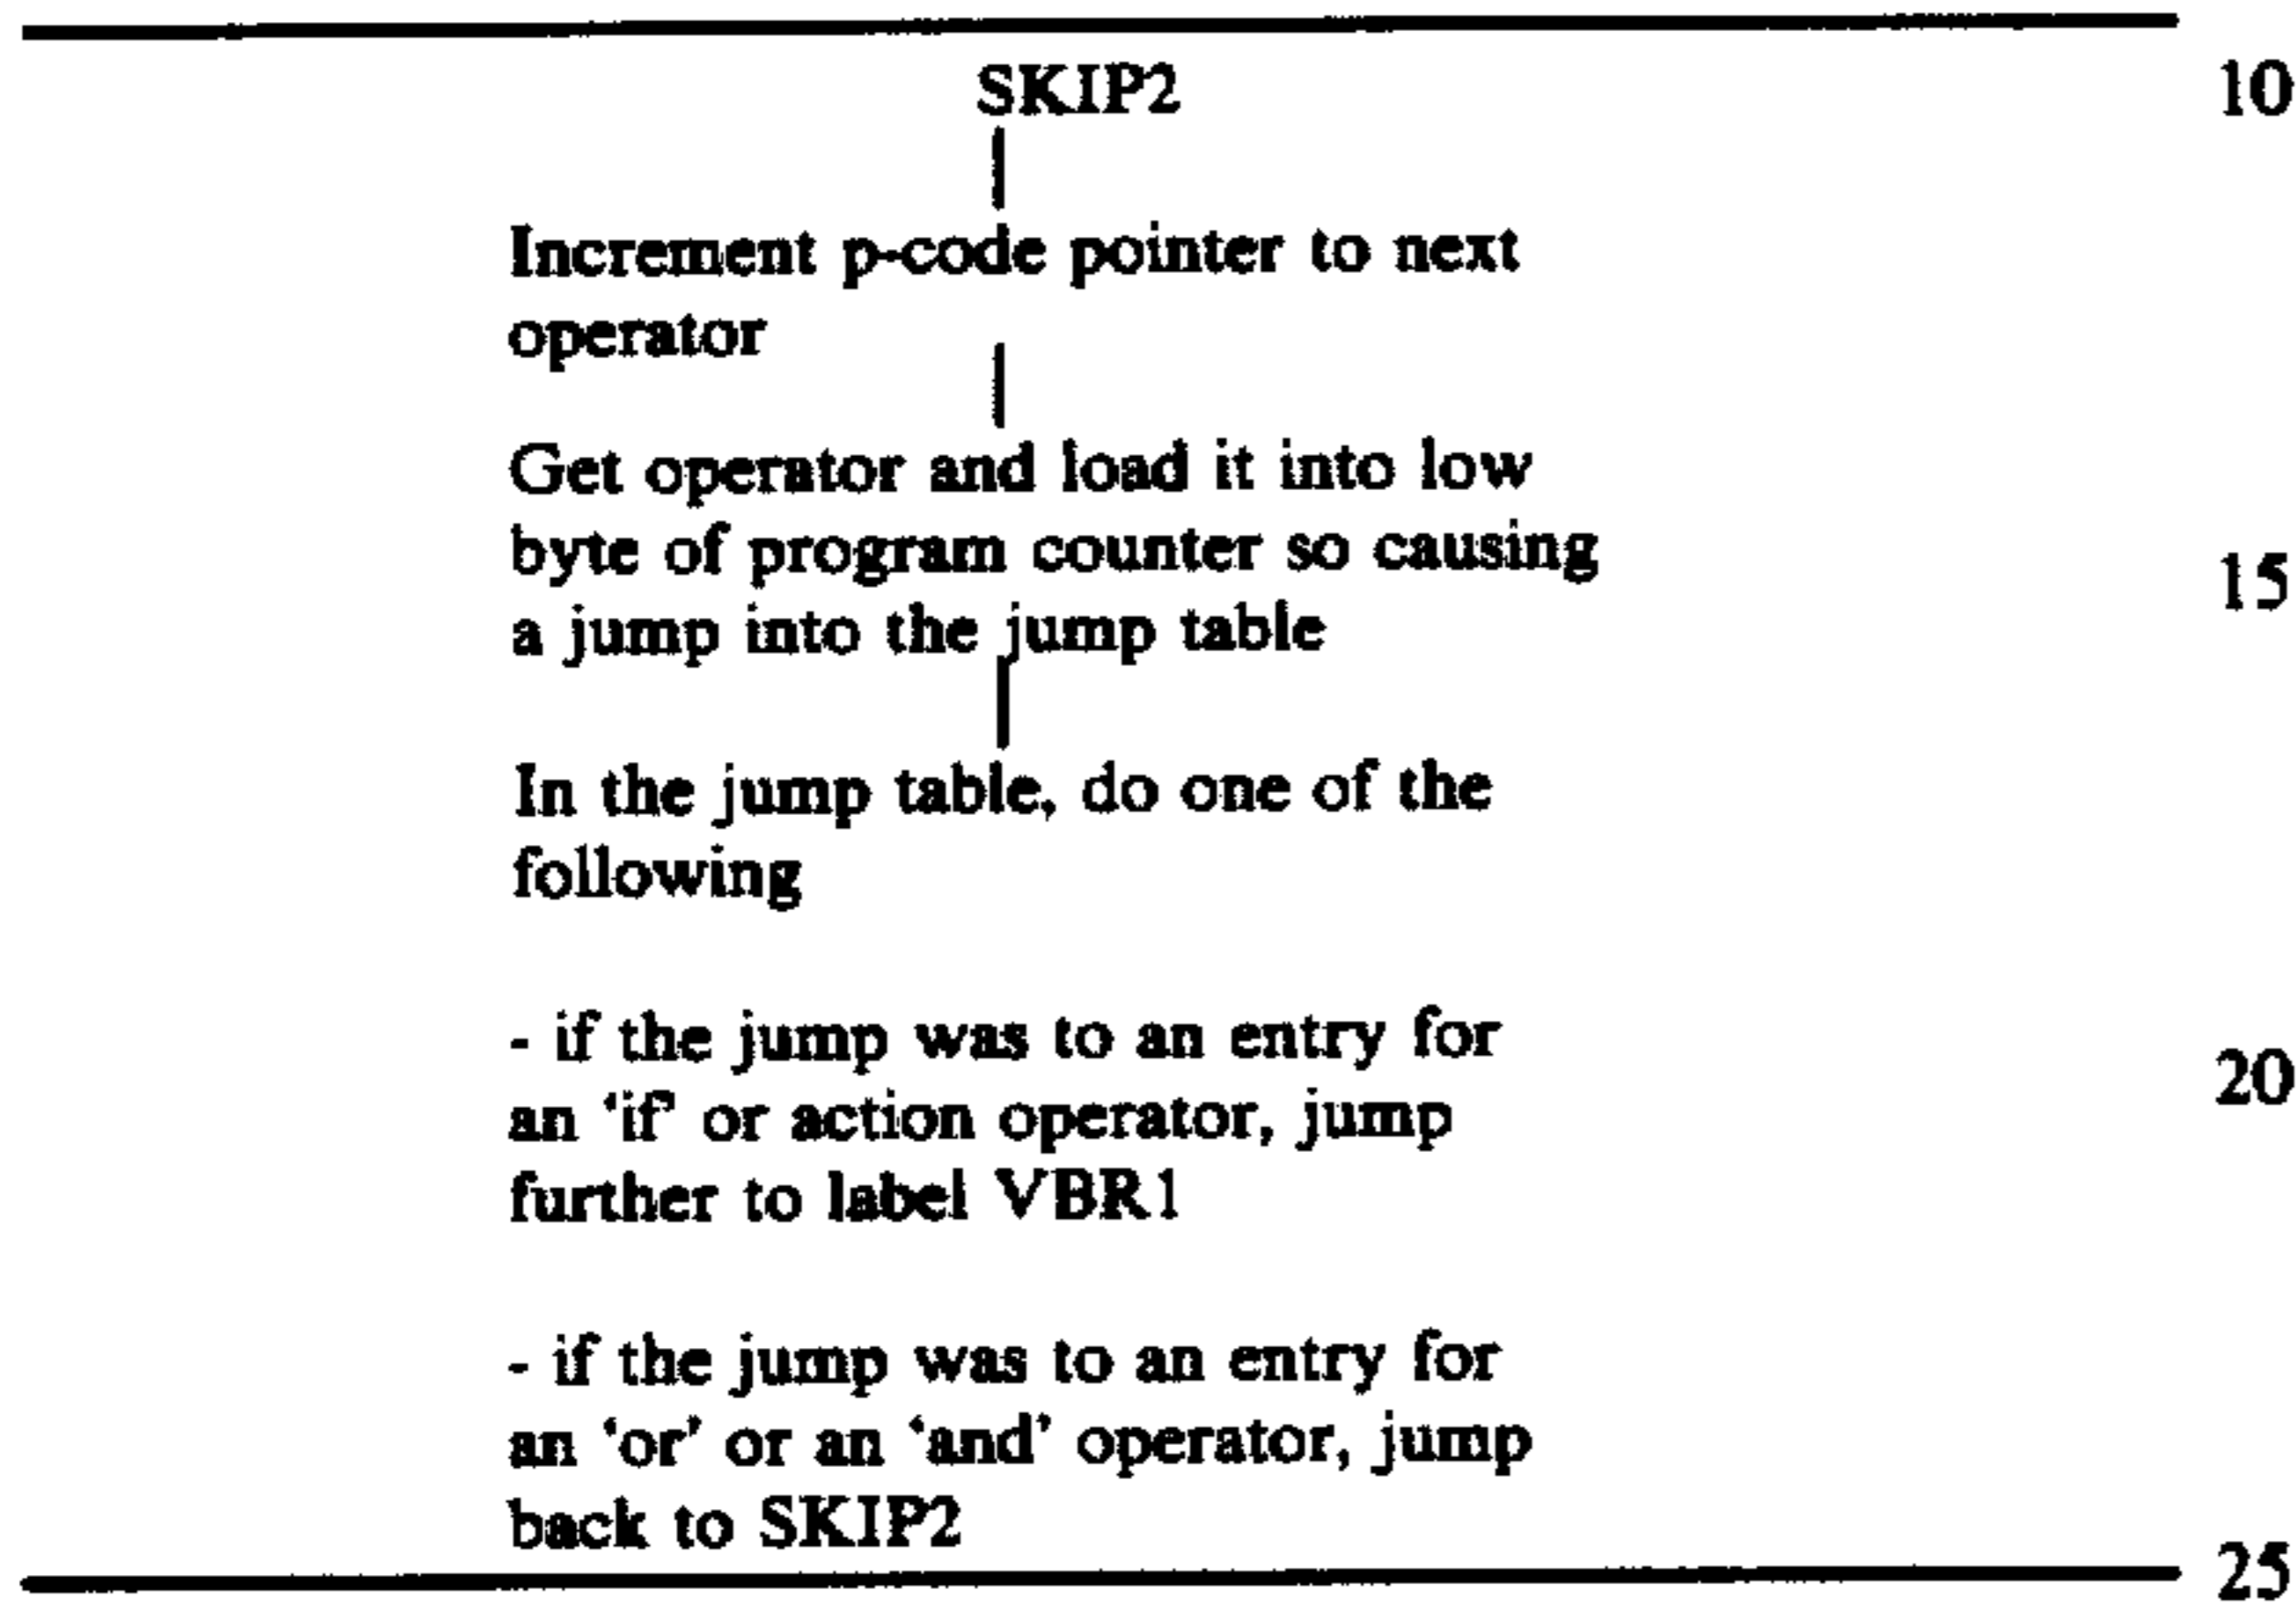 SKIP2 10
Increment p-code pointer to next
operator
Get operator and load it into low
byte of program counter so causing
15
a jump into the jump table
In the jump table, do one of the
following
- if the jump was to an entry for
20
an ‘if’ or action operator, jump
further to label VBR1
- if the jump was to an entry for
an ‘or’ or an ‘and’ operator, jump
back to SKIP2
25